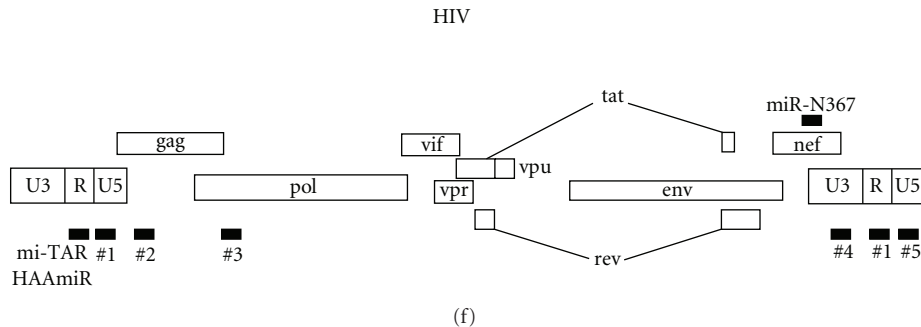 HIV
tat
miR-N367
gag
vif
nef
vpu
U3 R U5
pol
vpr
env
U3 R U5
mi-TAR
HAAmiR
#1
#2
#3
rev
#4
#1
#5
(f)